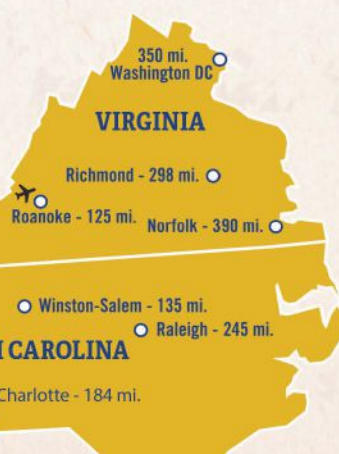 350 mi.
Washington DC
VIRGINIA
Richmond - 298 mi.
Roanoke - 125 mi.
Norfolk - 390 mi.
Winston-Salem - 135 mi.
Raleigh - 245 mi.
CAROLINA
Charlotte - 184 mi.